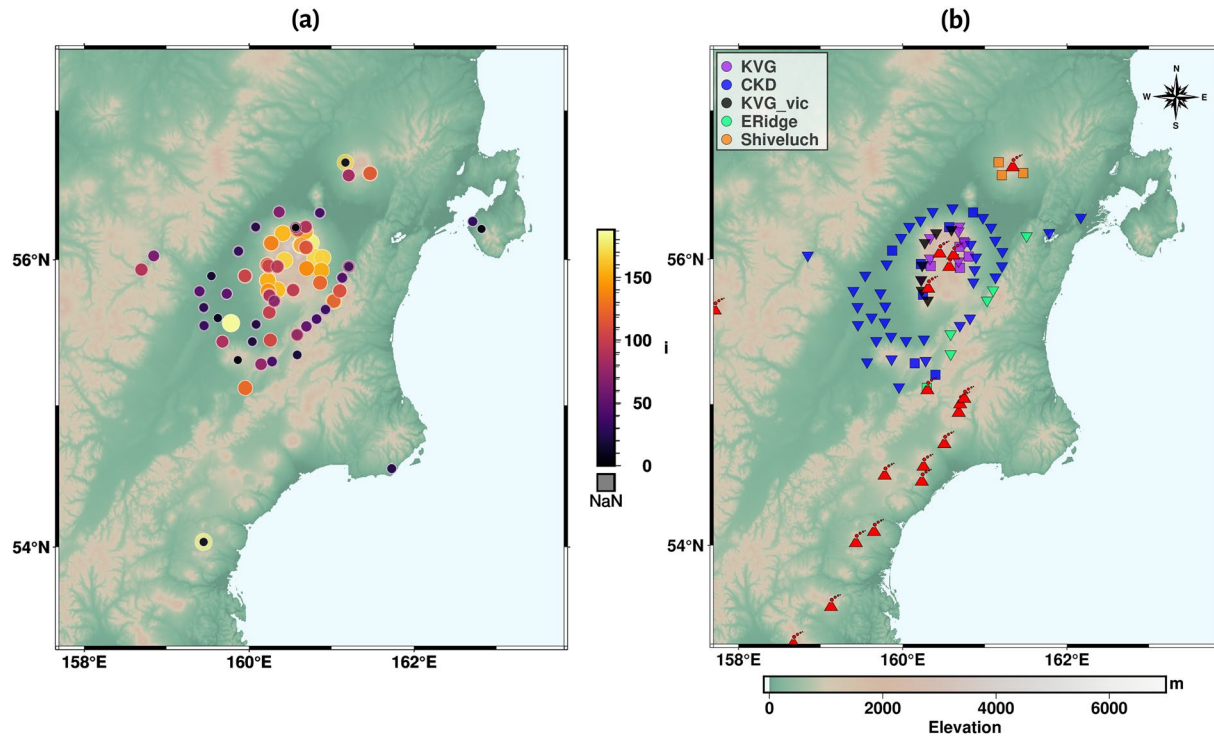 (a)
56°N
54°N
158°E
160°E
162°E
150
100
50
0
i
NaN
(b)
KVG
CKD
KVG_vic
ERidge
Shiveluch
N
W
E
S
56°N
54°N
158°E
160°E
162°E
m
0
2000
4000
6000
Elevation